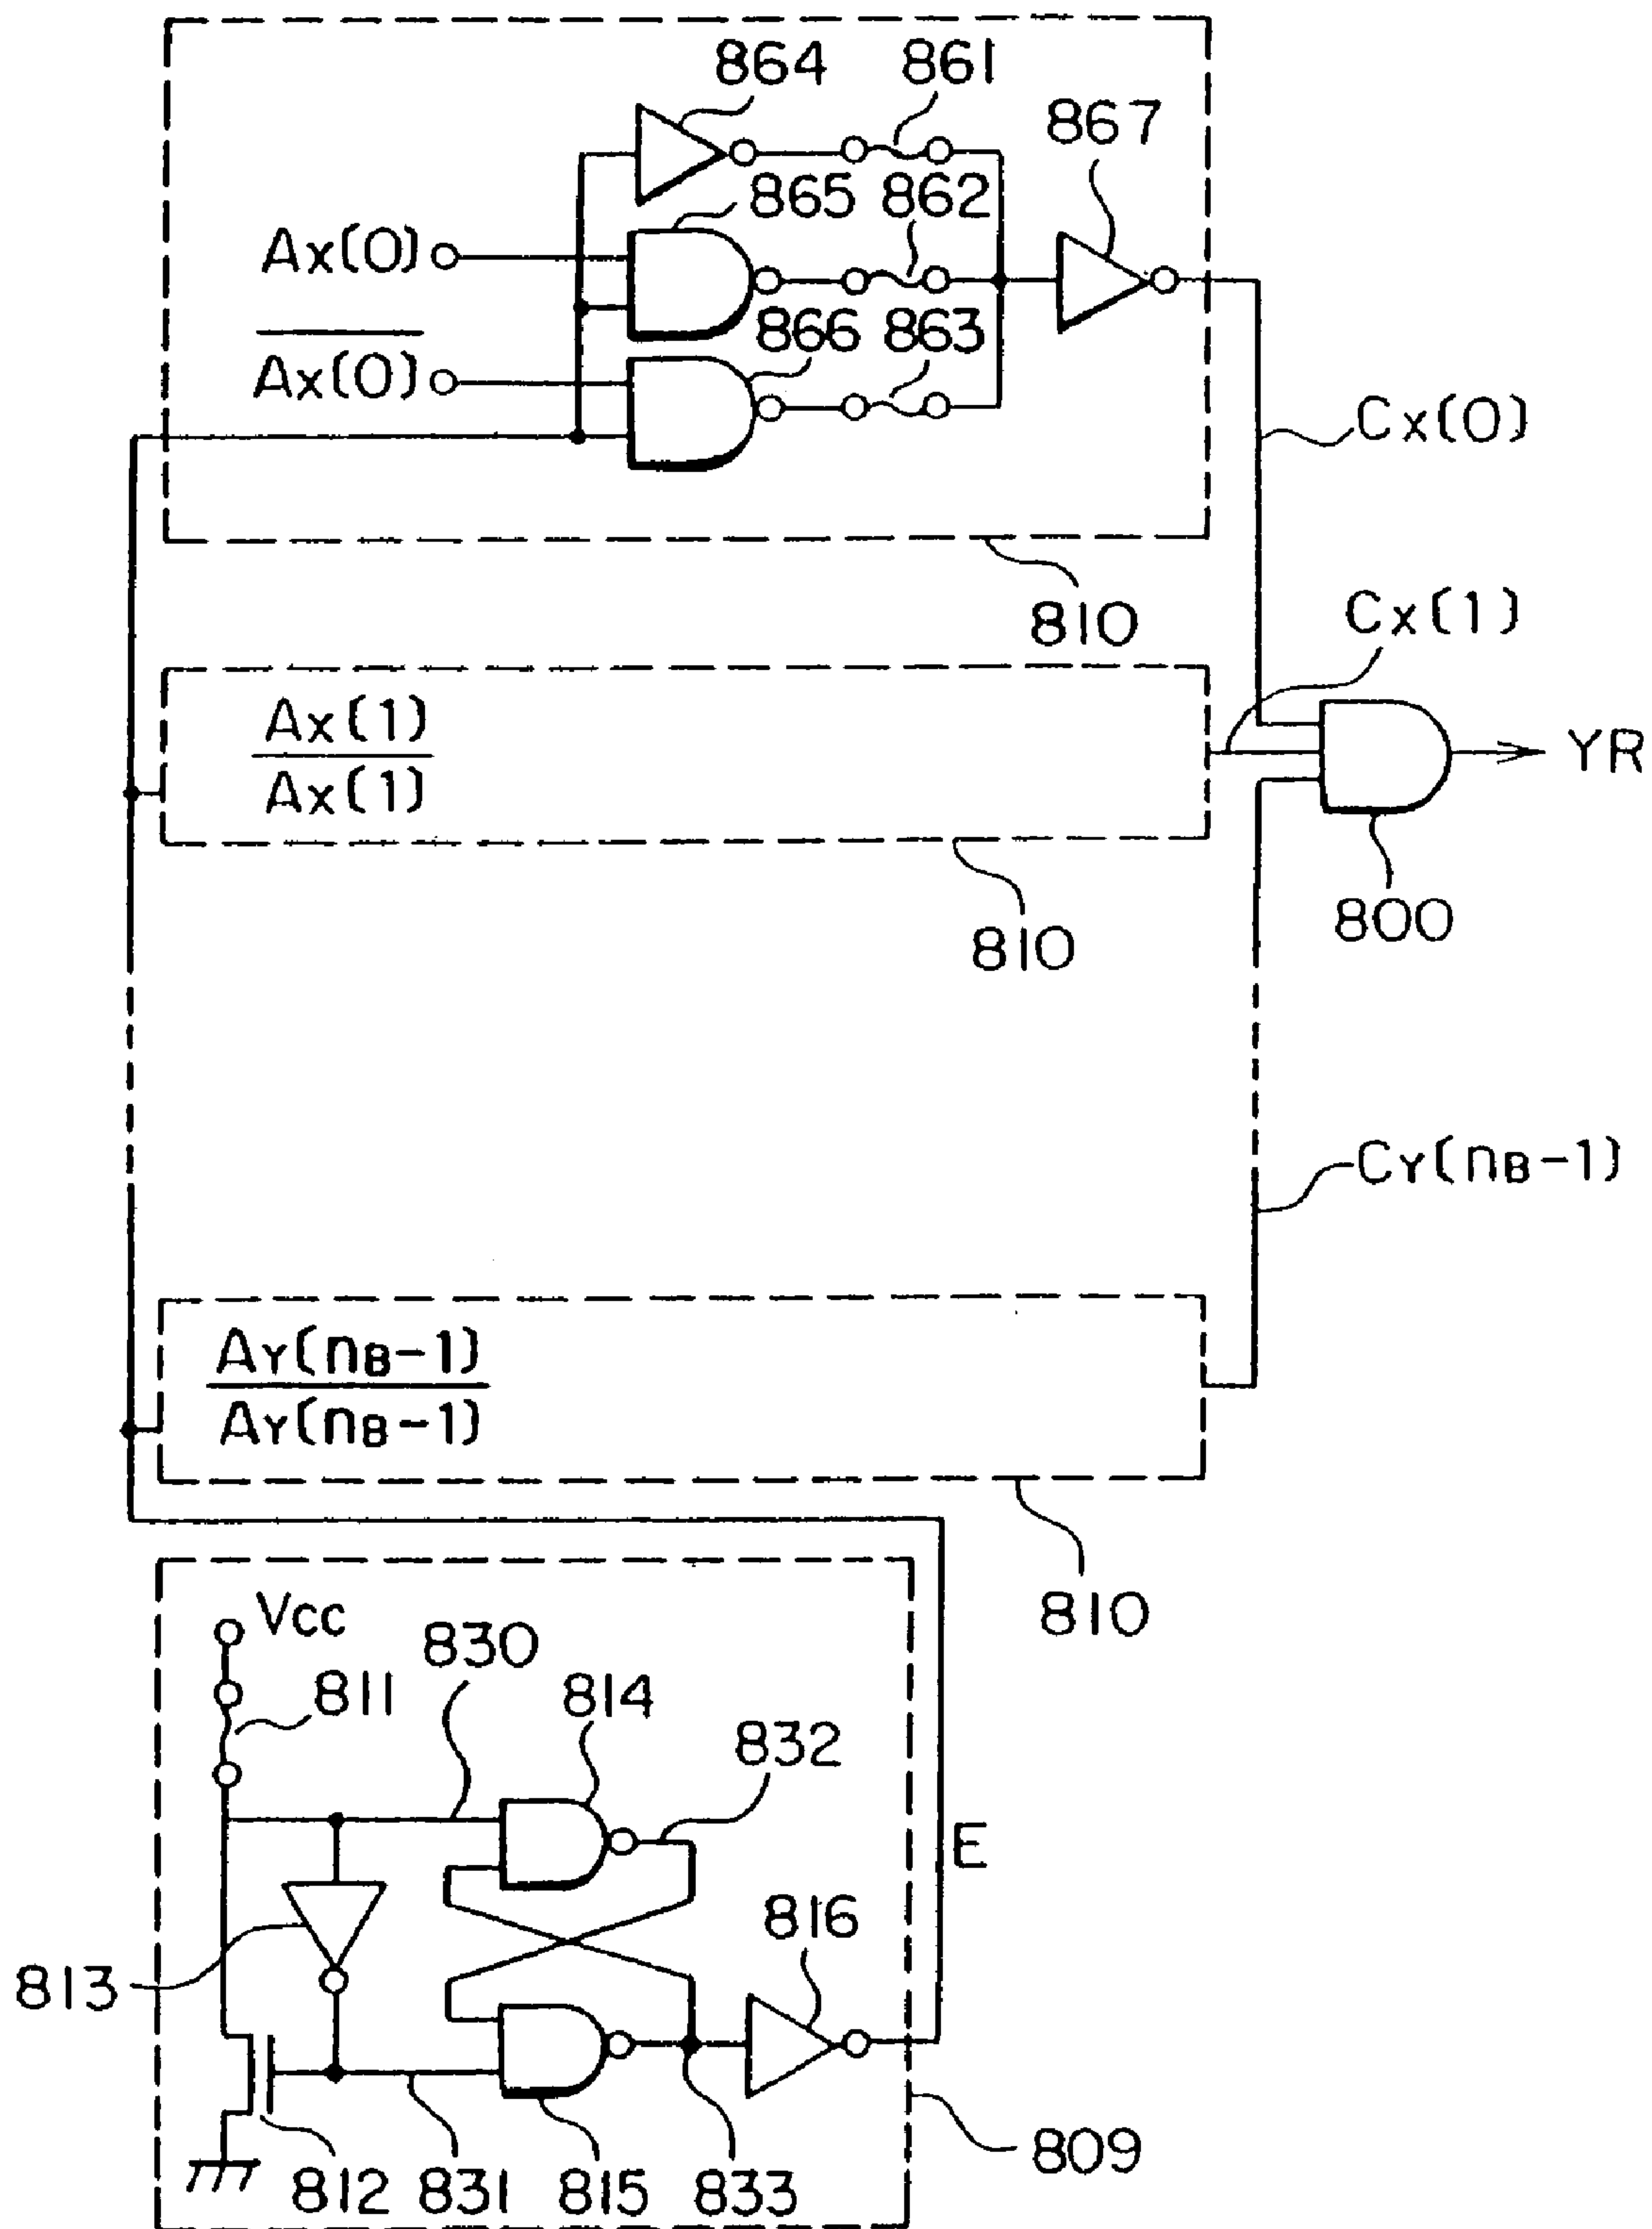 864
861
867
865
862
Ax(0)
866
863
Ax(0)
Cx(0)
810
Cx(1)
Ax(1)
Ax(1)
YR
800
810
CY(nB-1)
AY(nB-1)
AY(nB-1)
810
Vcc
830
811
814
832
E
816
813
809
812
831
815
833